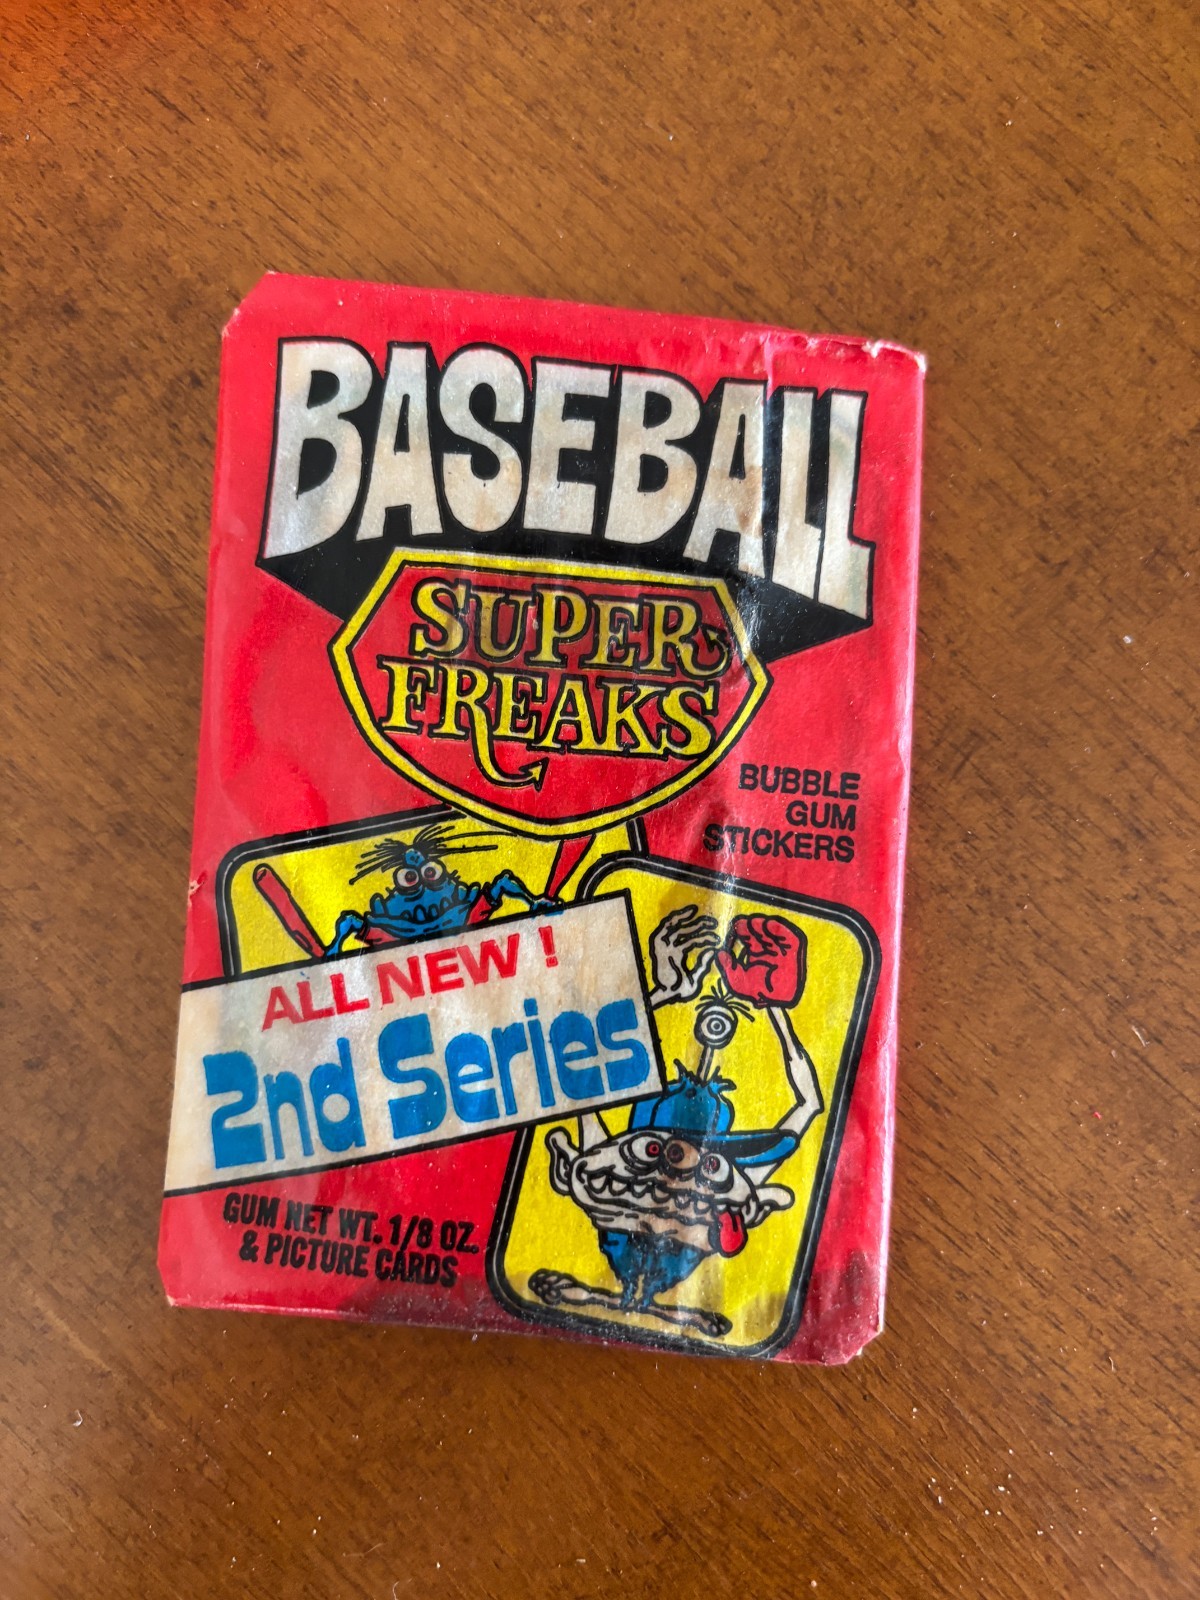 BASEBALL
SUPER
FREAKS
BUBBLE
GUM
STICKERS
ALL NEW !
2nd Series
GUM NET WT. 1/8 OZ.
& PICTURE CARDS